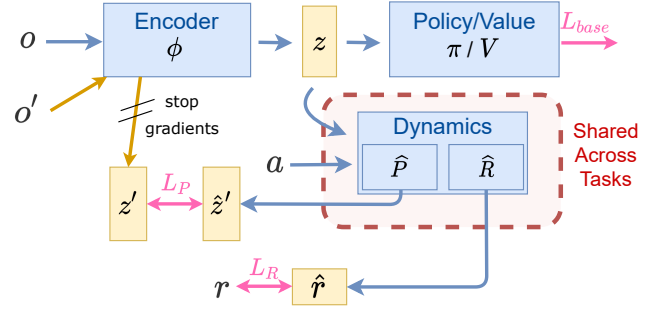 o
Encoder
ϕ
z
Policy/Value
π / V
L_base
o′
stop
gradients
a
Dynamics
P̂
R̂
Shared
Across
Tasks
z′
L_P
ẑ′
r
L_R
r̂